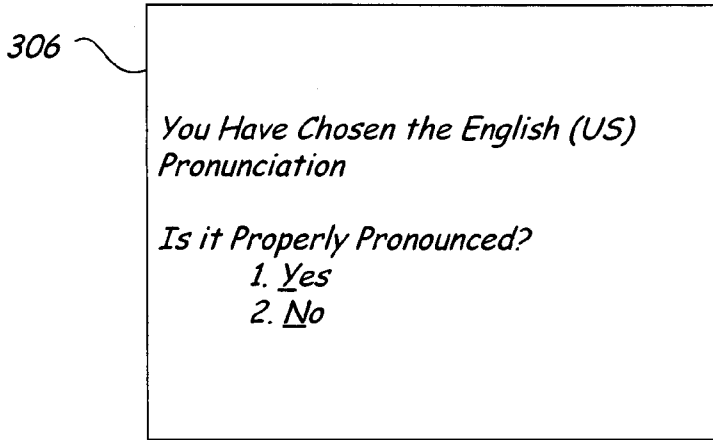 306
You Have Chosen the English (US)
Pronunciation
Is it Properly Pronounced?
1. Yes
2. No